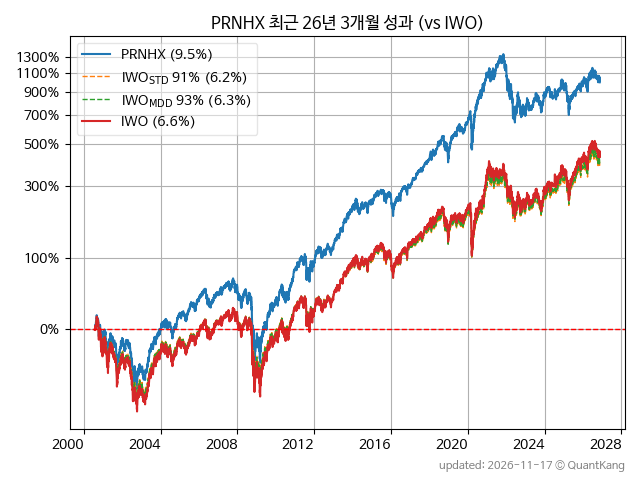 PRNHX 최근 26년 3개월 성과 (vs IWO)
PRNHX (9.5%)
IWOSTD 91% (6.2%)
IWOMDD 93% (6.3%)
IWO (6.6%)
1300%
1100%
900%
700%
500%
300%
100%
0%
2000 2004 2008 2012 2016 2020 2024 2028
updated: 2026-11-17 © QuantKang